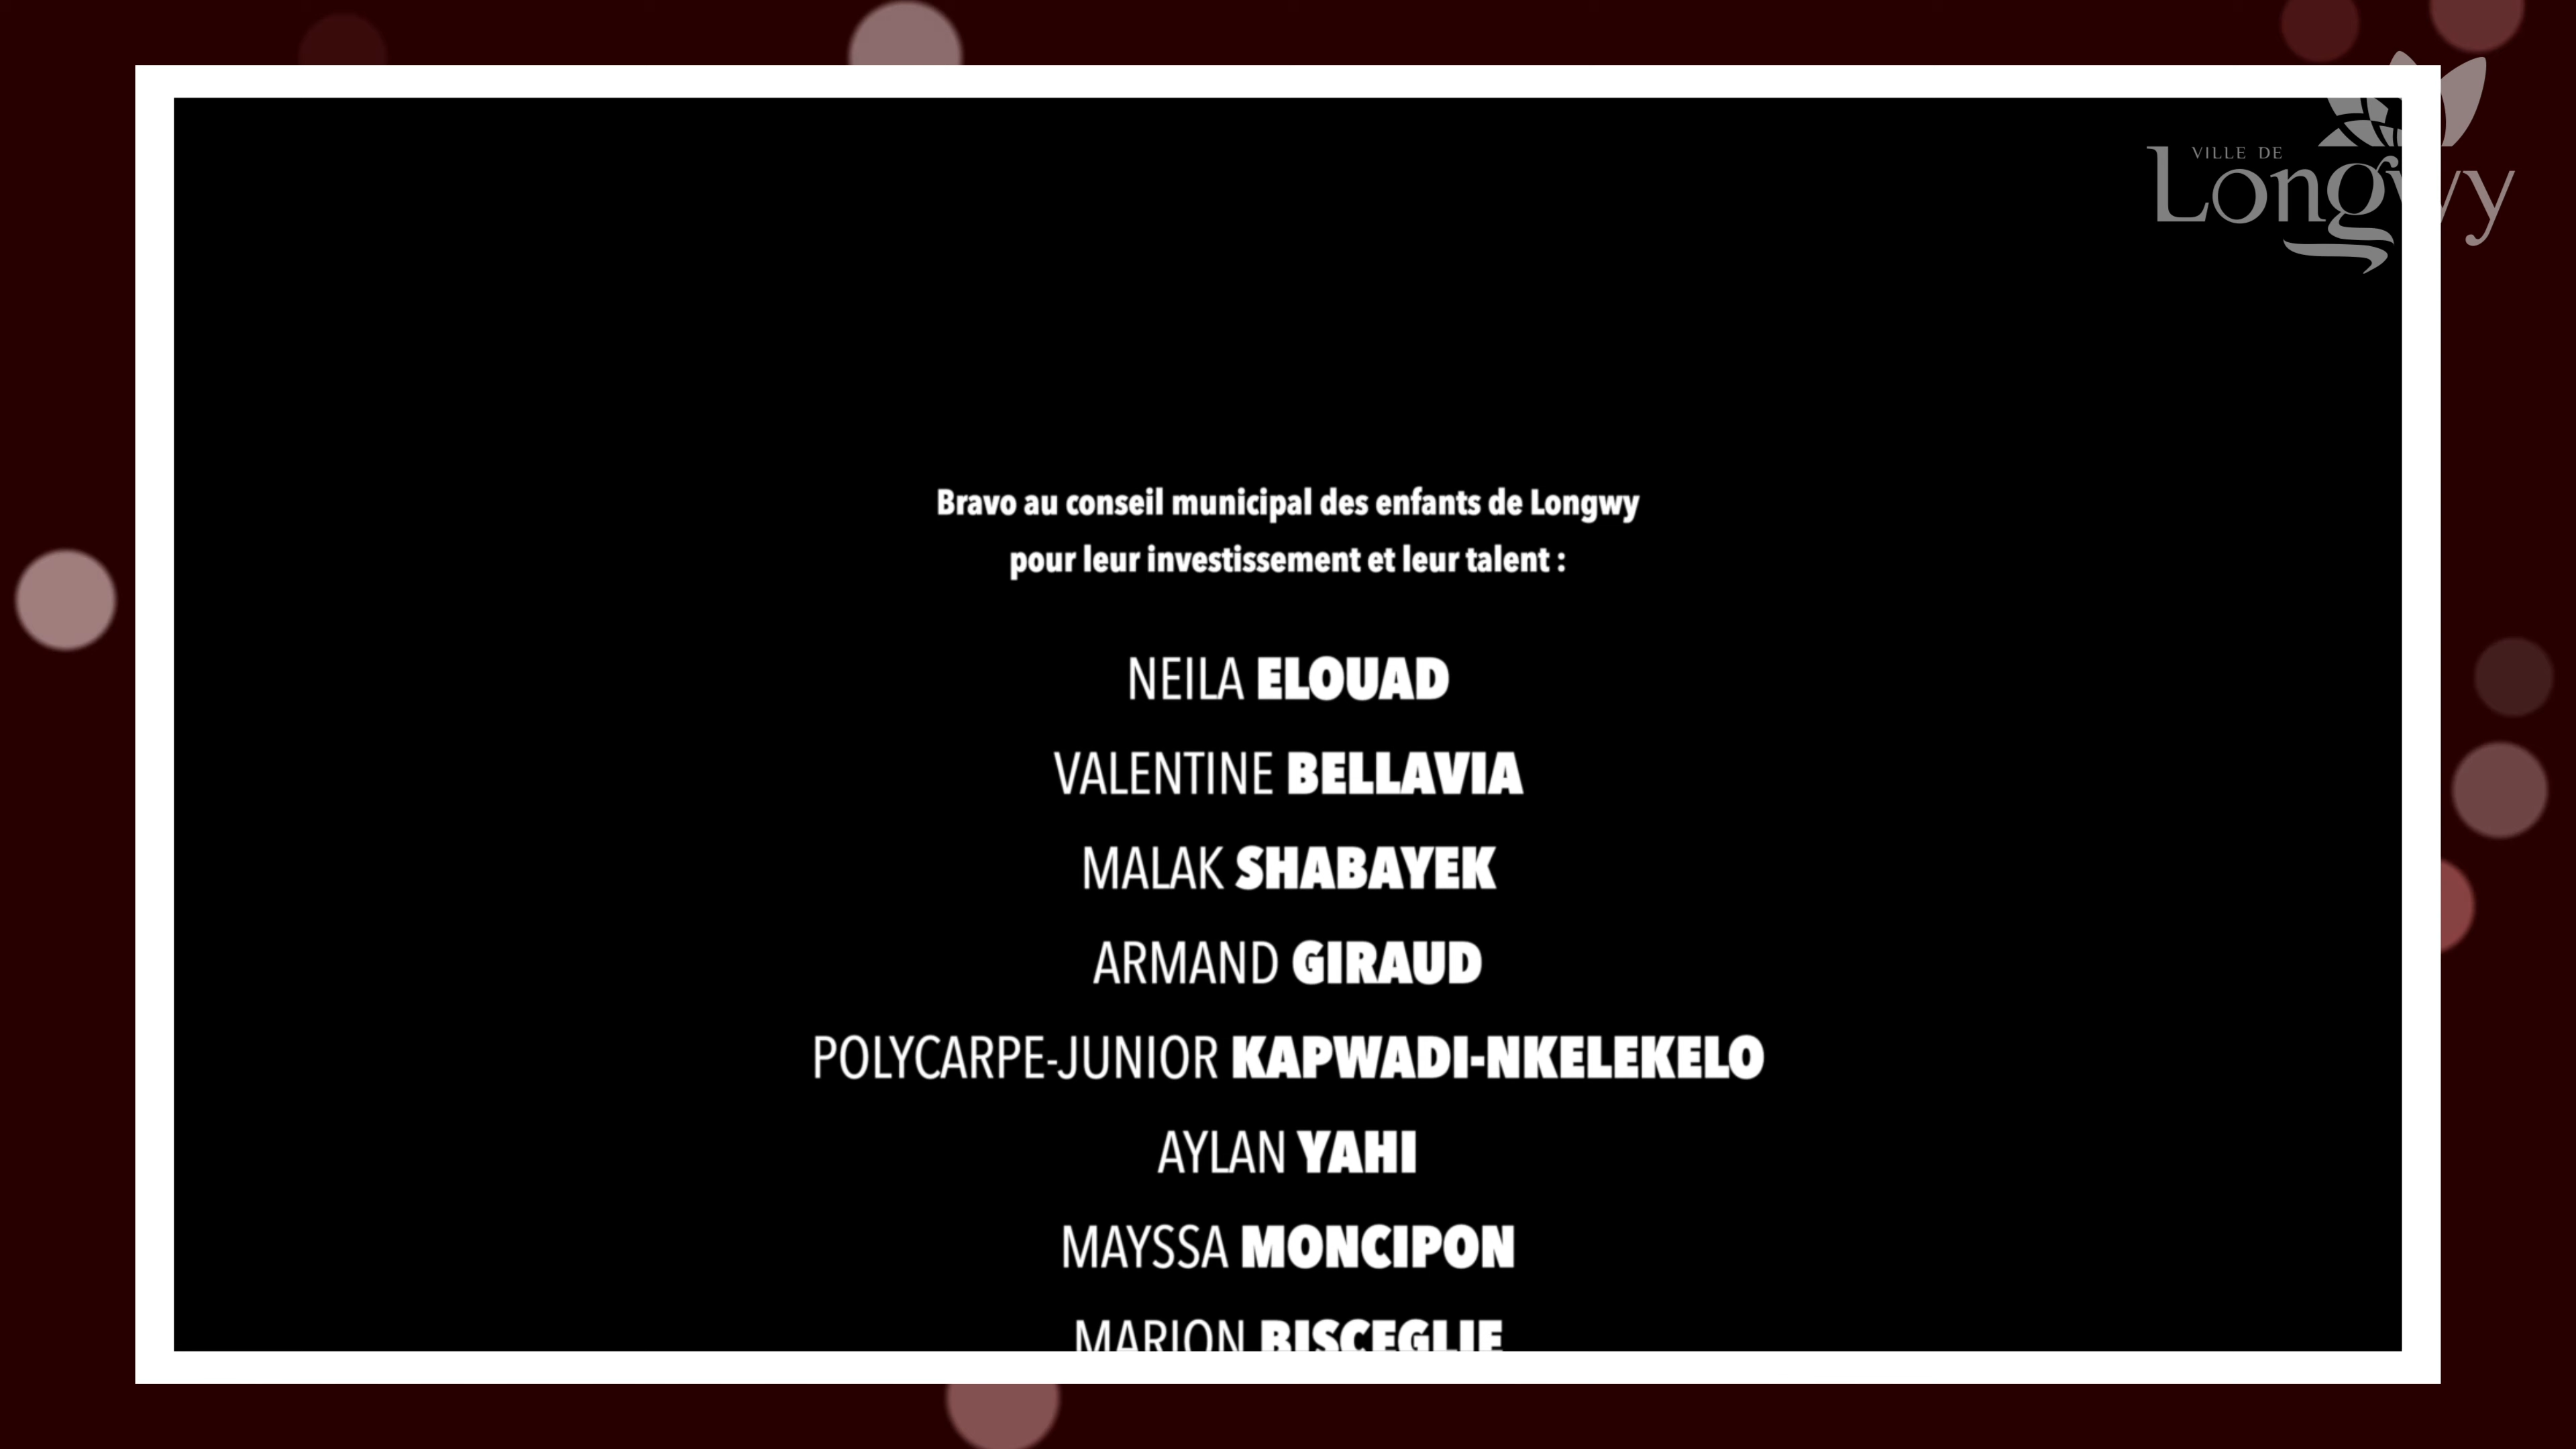 VILLE DE
Longwy
Bravo au conseil municipal des enfants de Longwy
pour leur investissement et leur talent :
NEILA ELOUAD
VALENTINE BELLAVIA
MALAK SHABAYEK
ARMAND GIRAUD
POLYCARPE-JUNIOR KAPWADI-NKELEKELO
AYLAN YAHI
MAYSSA MONCIPON
MARION BISCEGLIE